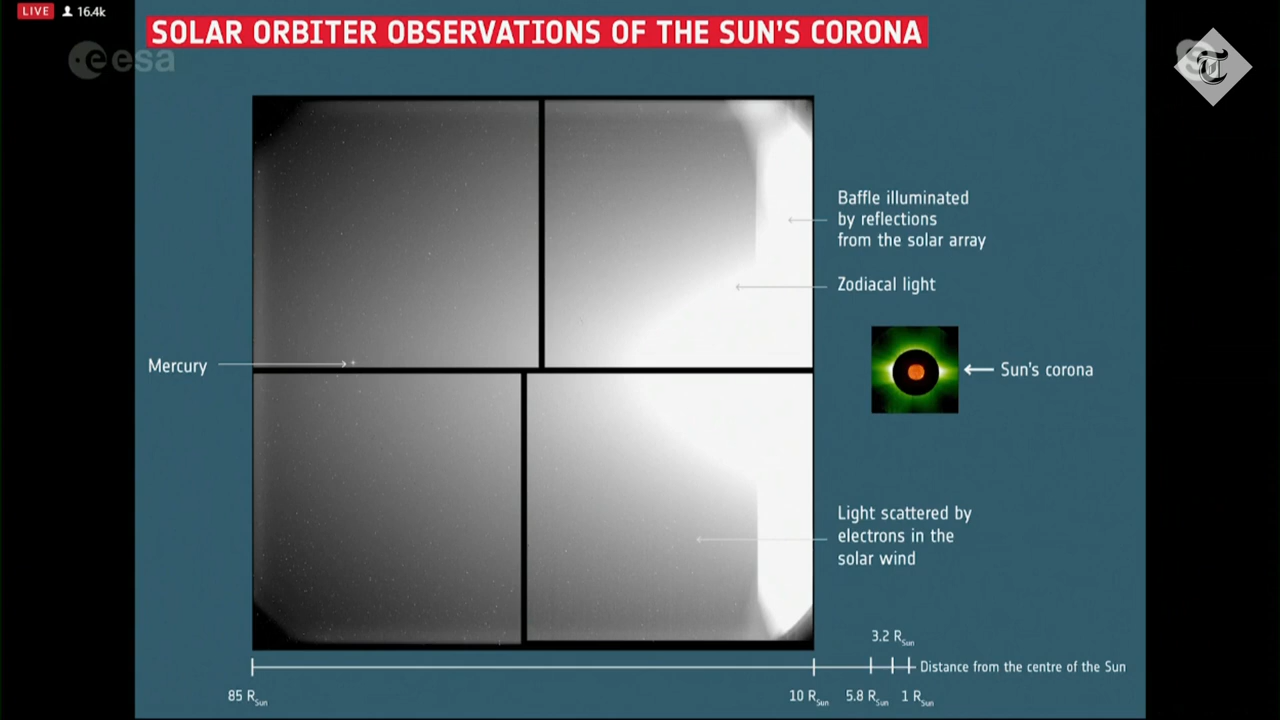 LIVE 16.4k
esa
SOLAR ORBITER OBSERVATIONS OF THE SUN'S CORONA
T
Baffle illuminated
by reflections
from the solar array
Zodiacal light
Mercury
Sun's corona
Light scattered by
electrons in the
solar wind
3.2 RSun
Distance from the centre of the Sun
85 RSun
10 RSun
5.8 RSun
1 RSun